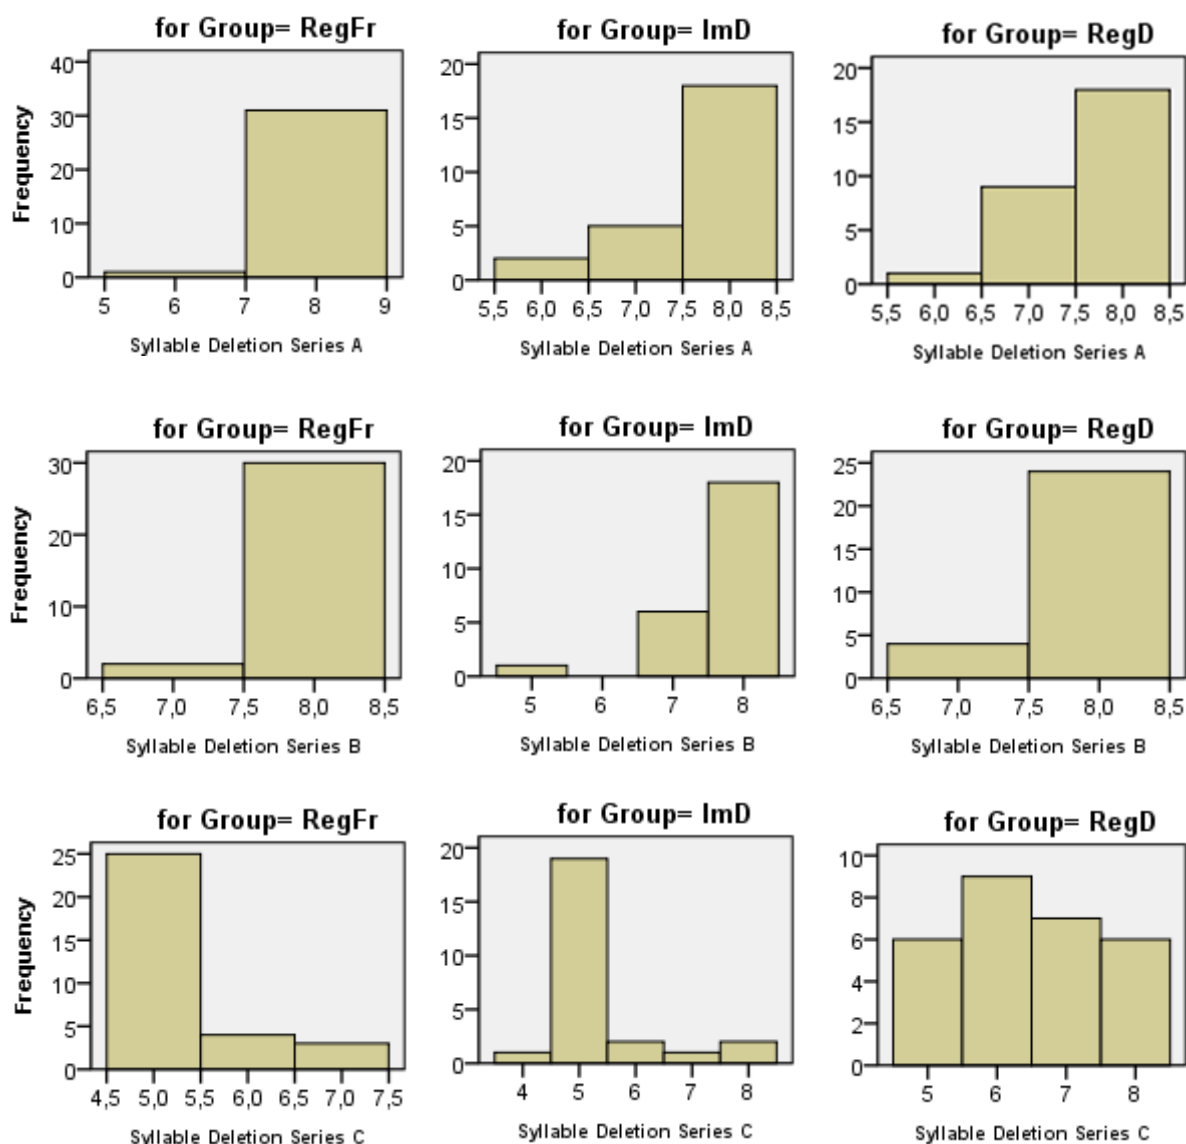 for Group= RegFr
for Group= ImD
for Group= RegD
Frequency
40
30
20
10
0
5 6 7 8 9
Syllable Deletion Series A
20
15
10
5
0
5,5 6,0 6,5 7,0 7,5 8,0 8,5
Syllable Deletion Series A
20
15
10
5
0
5,5 6,0 6,5 7,0 7,5 8,0 8,5
Syllable Deletion Series A
for Group= RegFr
for Group= ImD
for Group= RegD
Frequency
30
20
10
0
6,5 7,0 7,5 8,0 8,5
Syllable Deletion Series B
20
15
10
5
0
5 6 7 8
Syllable Deletion Series B
25
20
15
10
5
0
6,5 7,0 7,5 8,0 8,5
Syllable Deletion Series B
for Group= RegFr
for Group= ImD
for Group= RegD
Frequency
25
20
15
10
5
0
4,5 5,0 5,5 6,0 6,5 7,0 7,5
Syllable Deletion Series C
20
15
10
5
0
4 5 6 7 8
Syllable Deletion Series C
10
8
6
4
2
0
5 6 7 8
Syllable Deletion Series C